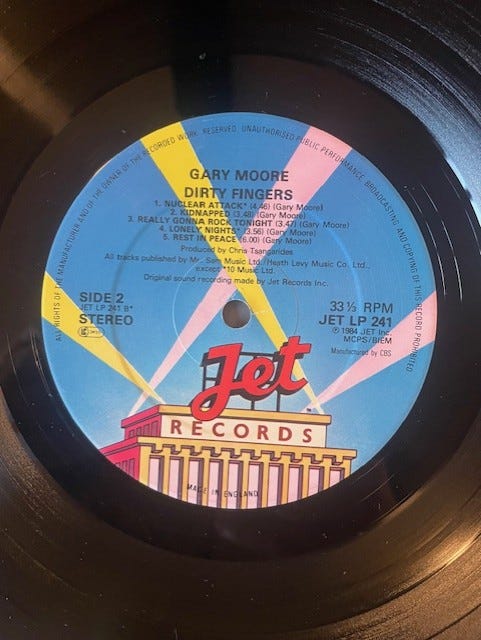 ALL RIGHTS OF THE MANUFACTURER AND OF THE OWNER OF THE RECORDED WORK RESERVED. UNAUTHORISED PUBLIC PERFORMANCE, BROADCASTING AND COPYING OF THIS RECORD PROHIBITED
GARY MOORE
DIRTY FINGERS
1. NUCLEAR ATTACK* (4.46) (Gary Moore)
2. KIDNAPPED (3.48) (Gary Moore)
3. REALLY GONNA ROCK TONIGHT (3.47) (Gary Moore)
4. LONELY NIGHTS* (3.56) (Gary Moore)
5. REST IN PEACE (6.00) (Gary Moore)
Produced by Chris Tsangarides
All tracks published by Mr. Sam Music Ltd./Heath Levy Music Co. Ltd.,
except *10 Music Ltd.
Original sound recording made by Jet Records Inc.
SIDE 2
JET LP 241 B*
STEREO
33⅓ RPM
JET LP 241
℗ 1984 JET Inc.
MCPS/BIEM
Manufactured by CBS
Jet
RECORDS
MADE IN ENGLAND